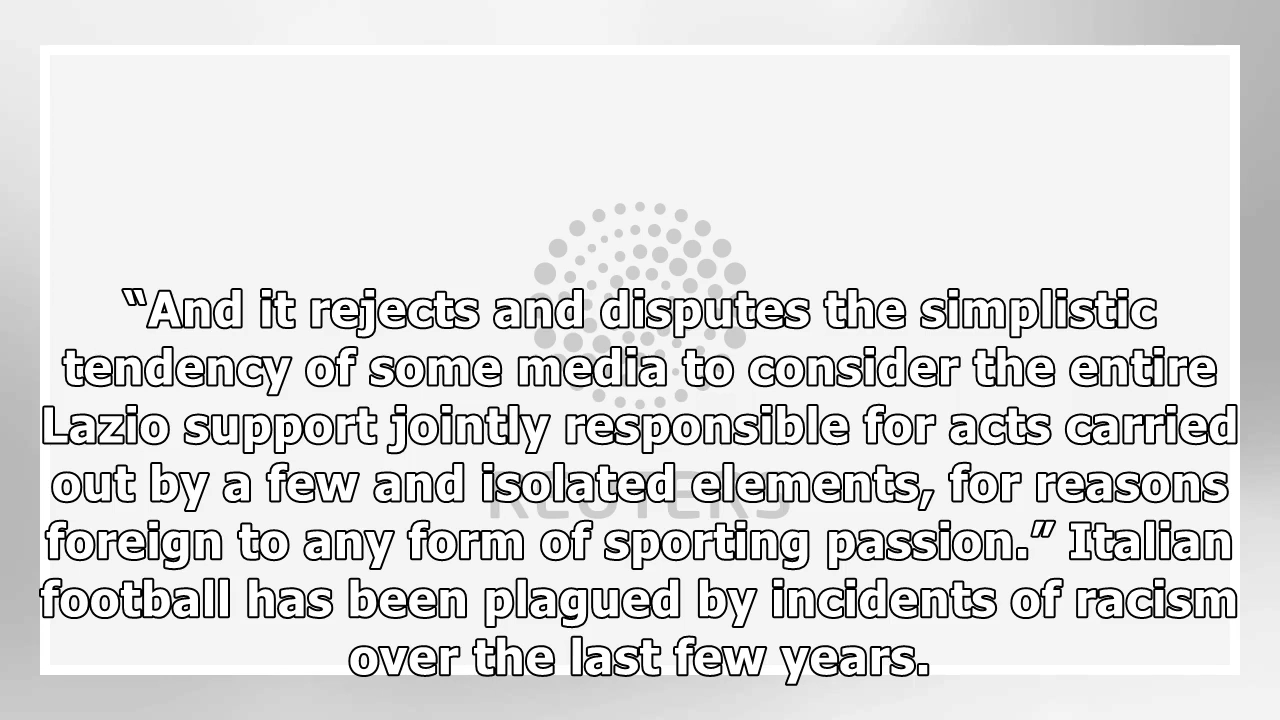 “And it rejects and disputes the simplistic
tendency of some media to consider the entire
Lazio support jointly responsible for acts carried
out by a few and isolated elements, for reasons
REUTERS
foreign to any form of sporting passion.” Italian
football has been plagued by incidents of racism
over the last few years.